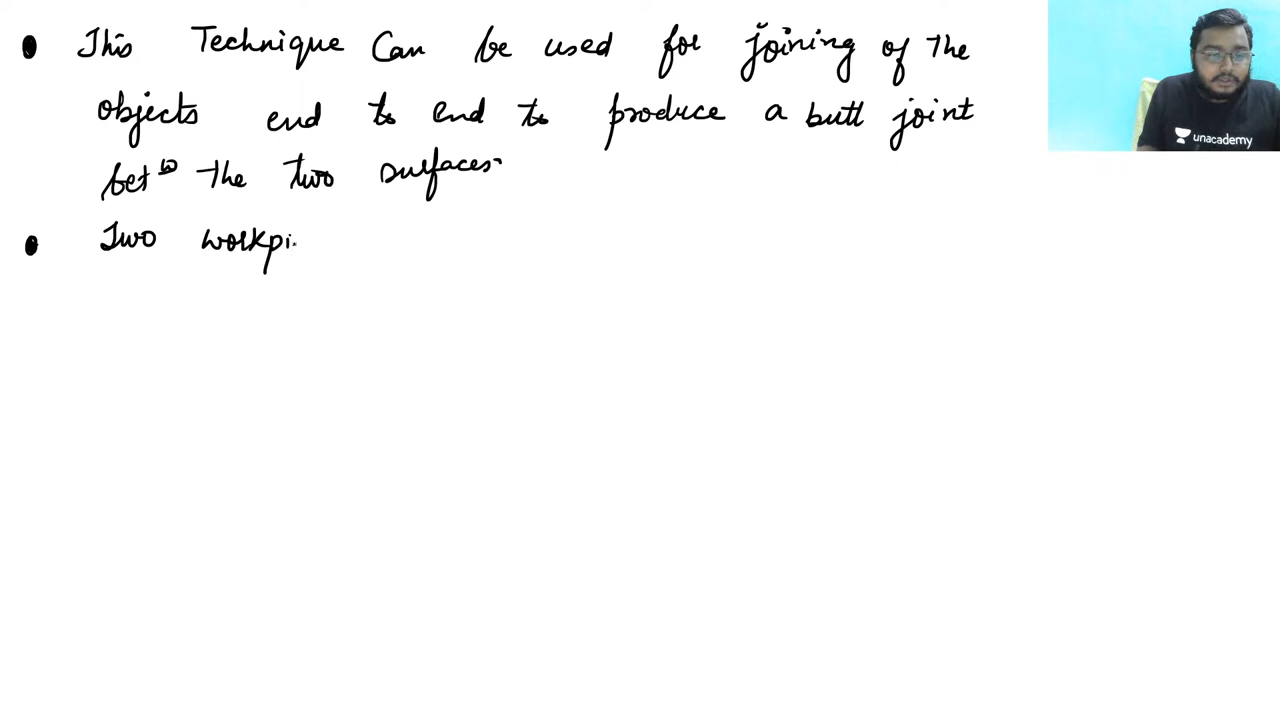 This Technique Can be used for joining of the
objects end to end to produce a butt joint
betw the two surfaces.
Two workpi
unacademy